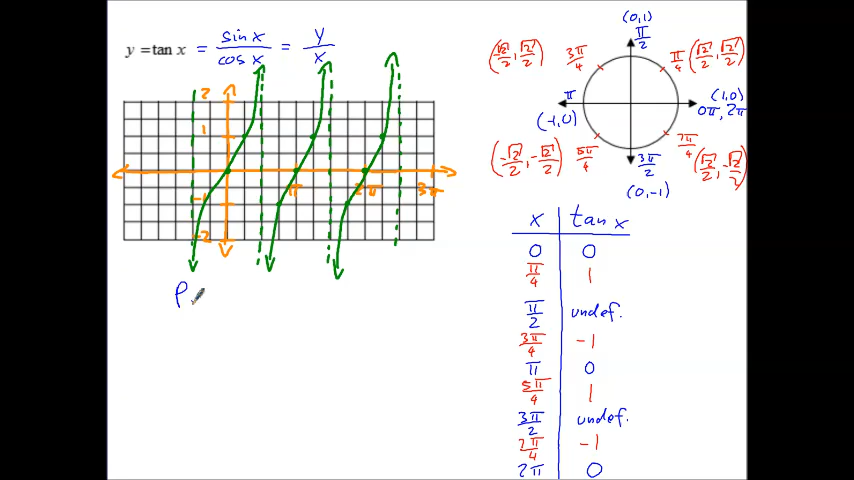 y = tan x = sin x / cos x = y / x
2
1
-1
-2
π
2π
3π
P
(0,1)
π/2
(√2/2, √2/2)
3π/4
π/4 (√2/2, √2/2)
π
(-1,0)
(1,0)
0π, 2π
(-√2/2, -√2/2)
5π/4
7π/4
(√2/2, -√2/2)
3π/2
(0,-1)
x tan x
0 0
π/4 1
π/2 undef.
3π/4 -1
π 0
5π/4 1
3π/2 undef.
7π/4 -1
2π 0